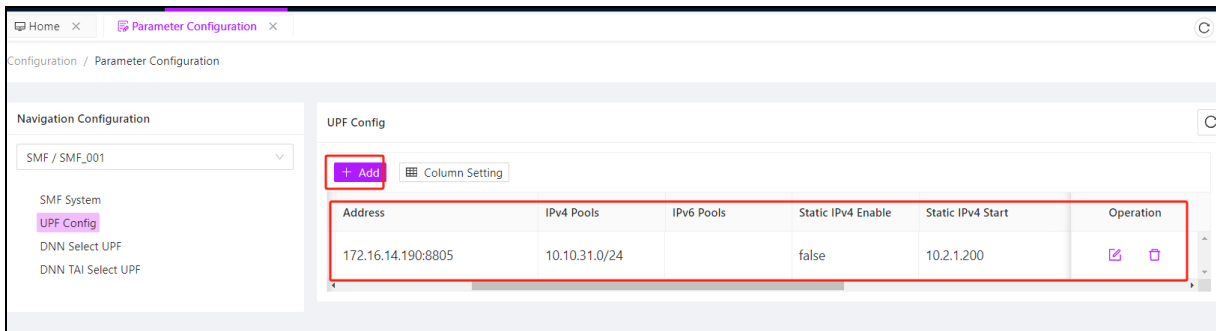 Home
Parameter Configuration
Configuration / Parameter Configuration
Navigation Configuration
SMF / SMF_001
SMF System
UPF Config
DNN Select UPF
DNN TAI Select UPF
UPF Config
+ Add
Column Setting
Address IPv4 Pools IPv6 Pools Static IPv4 Enable Static IPv4 Start Operation
172.16.14.190:8805 10.10.31.0/24 false 10.2.1.200